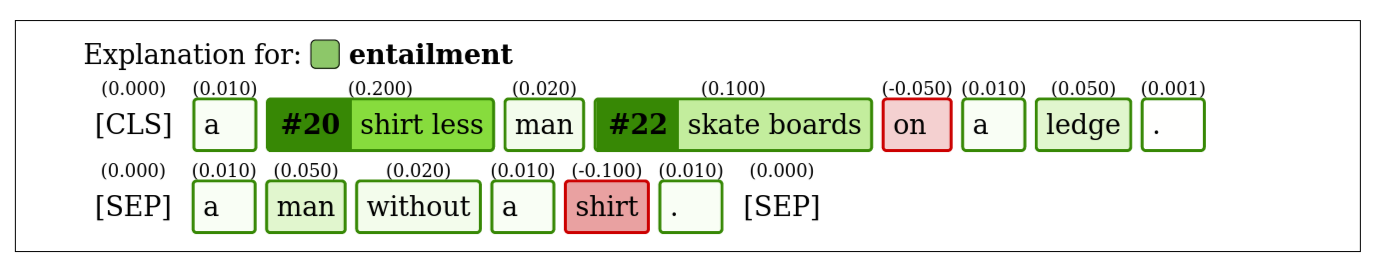 Explanation for: entailment
(0.000) (0.010) (0.200) (0.020) (0.100) (-0.050) (0.010) (0.050) (0.001)
[CLS] a #20 shirt less man #22 skate boards on a ledge .
(0.000) (0.010) (0.050) (0.020) (0.010) (-0.100) (0.010) (0.000)
[SEP] a man without a shirt . [SEP]